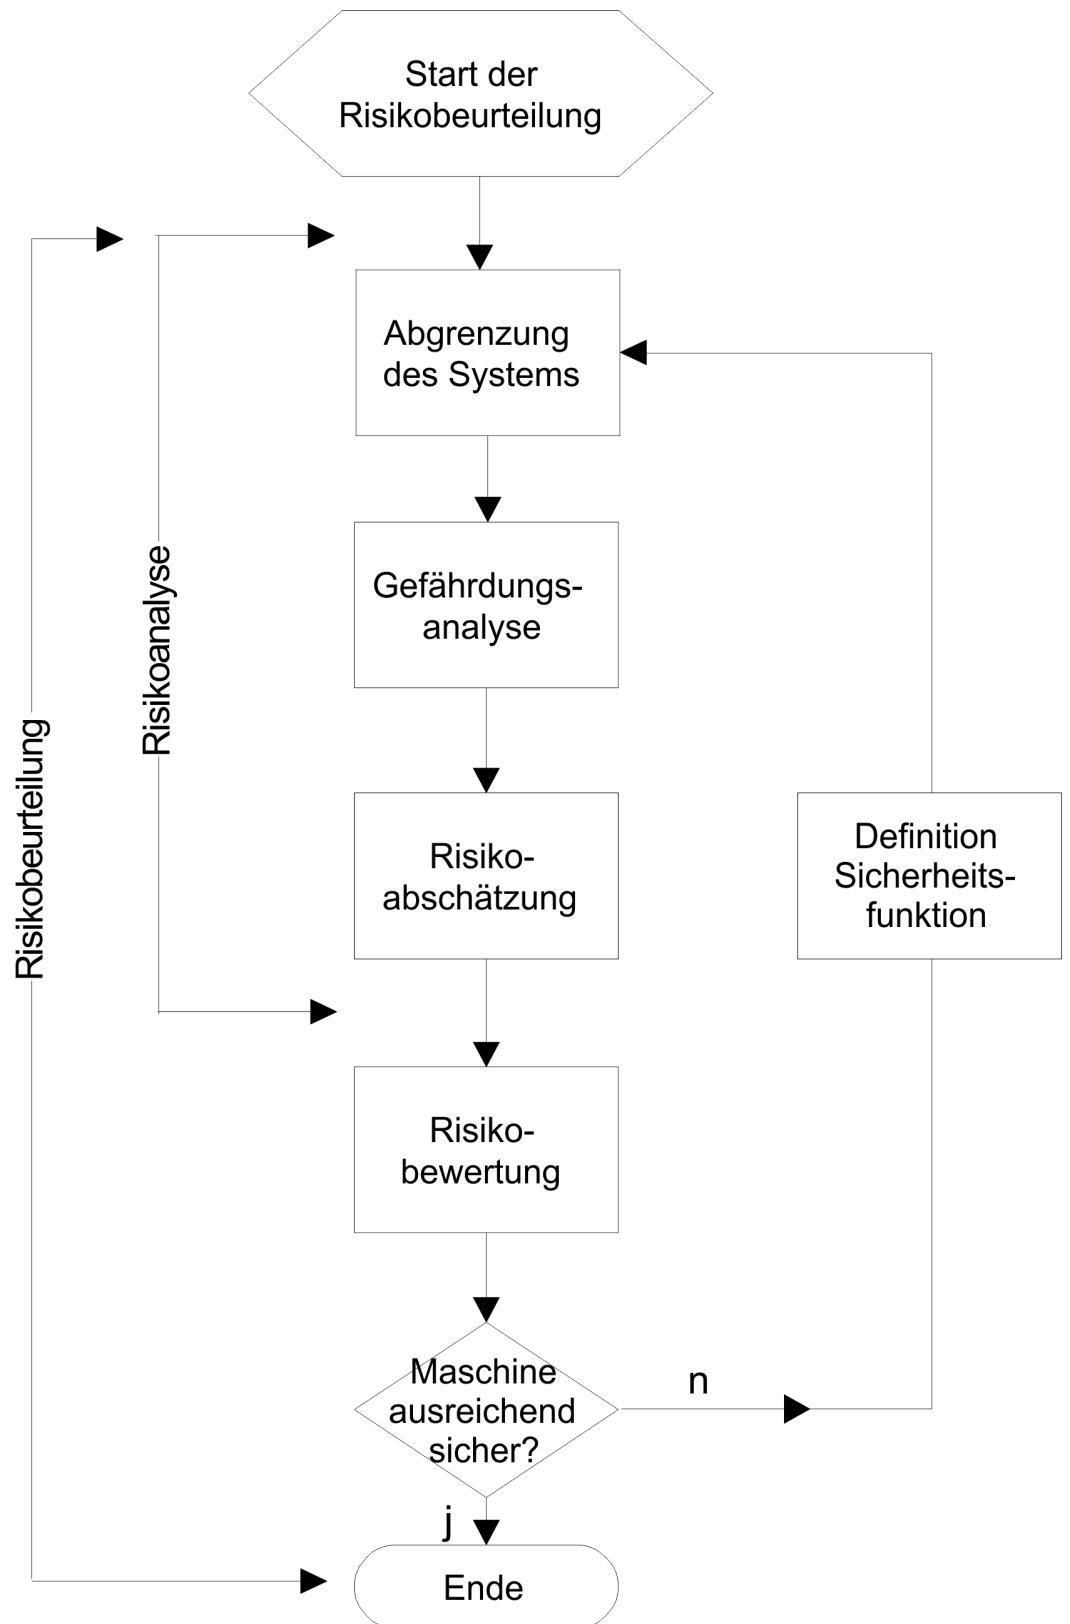 Start der
Risikobeurteilung
Abgrenzung
des Systems
Gefährdungs-
analyse
Risikoanalyse
Risikobeurteilung
Risiko-
abschätzung
Definition
Sicherheits-
funktion
Risiko-
bewertung
Maschine
ausreichend
sicher?
n
j
Ende